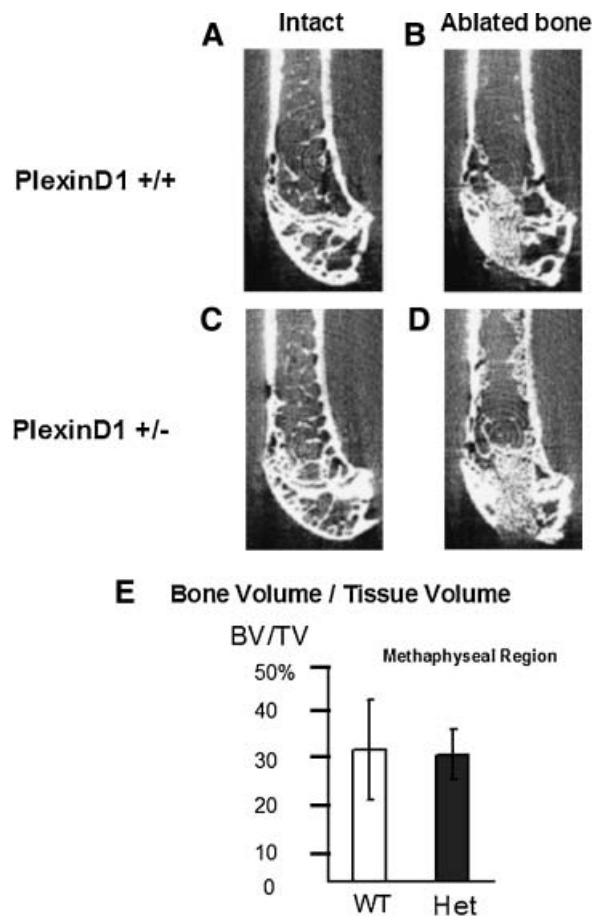 Intact
Ablated bone
A
B
PlexinD1 +/+
C
D
PlexinD1 +/-
E Bone Volume / Tissue Volume
BV/TV
Methaphyseal Region
50%
40
30
20
10
0
WT
Het